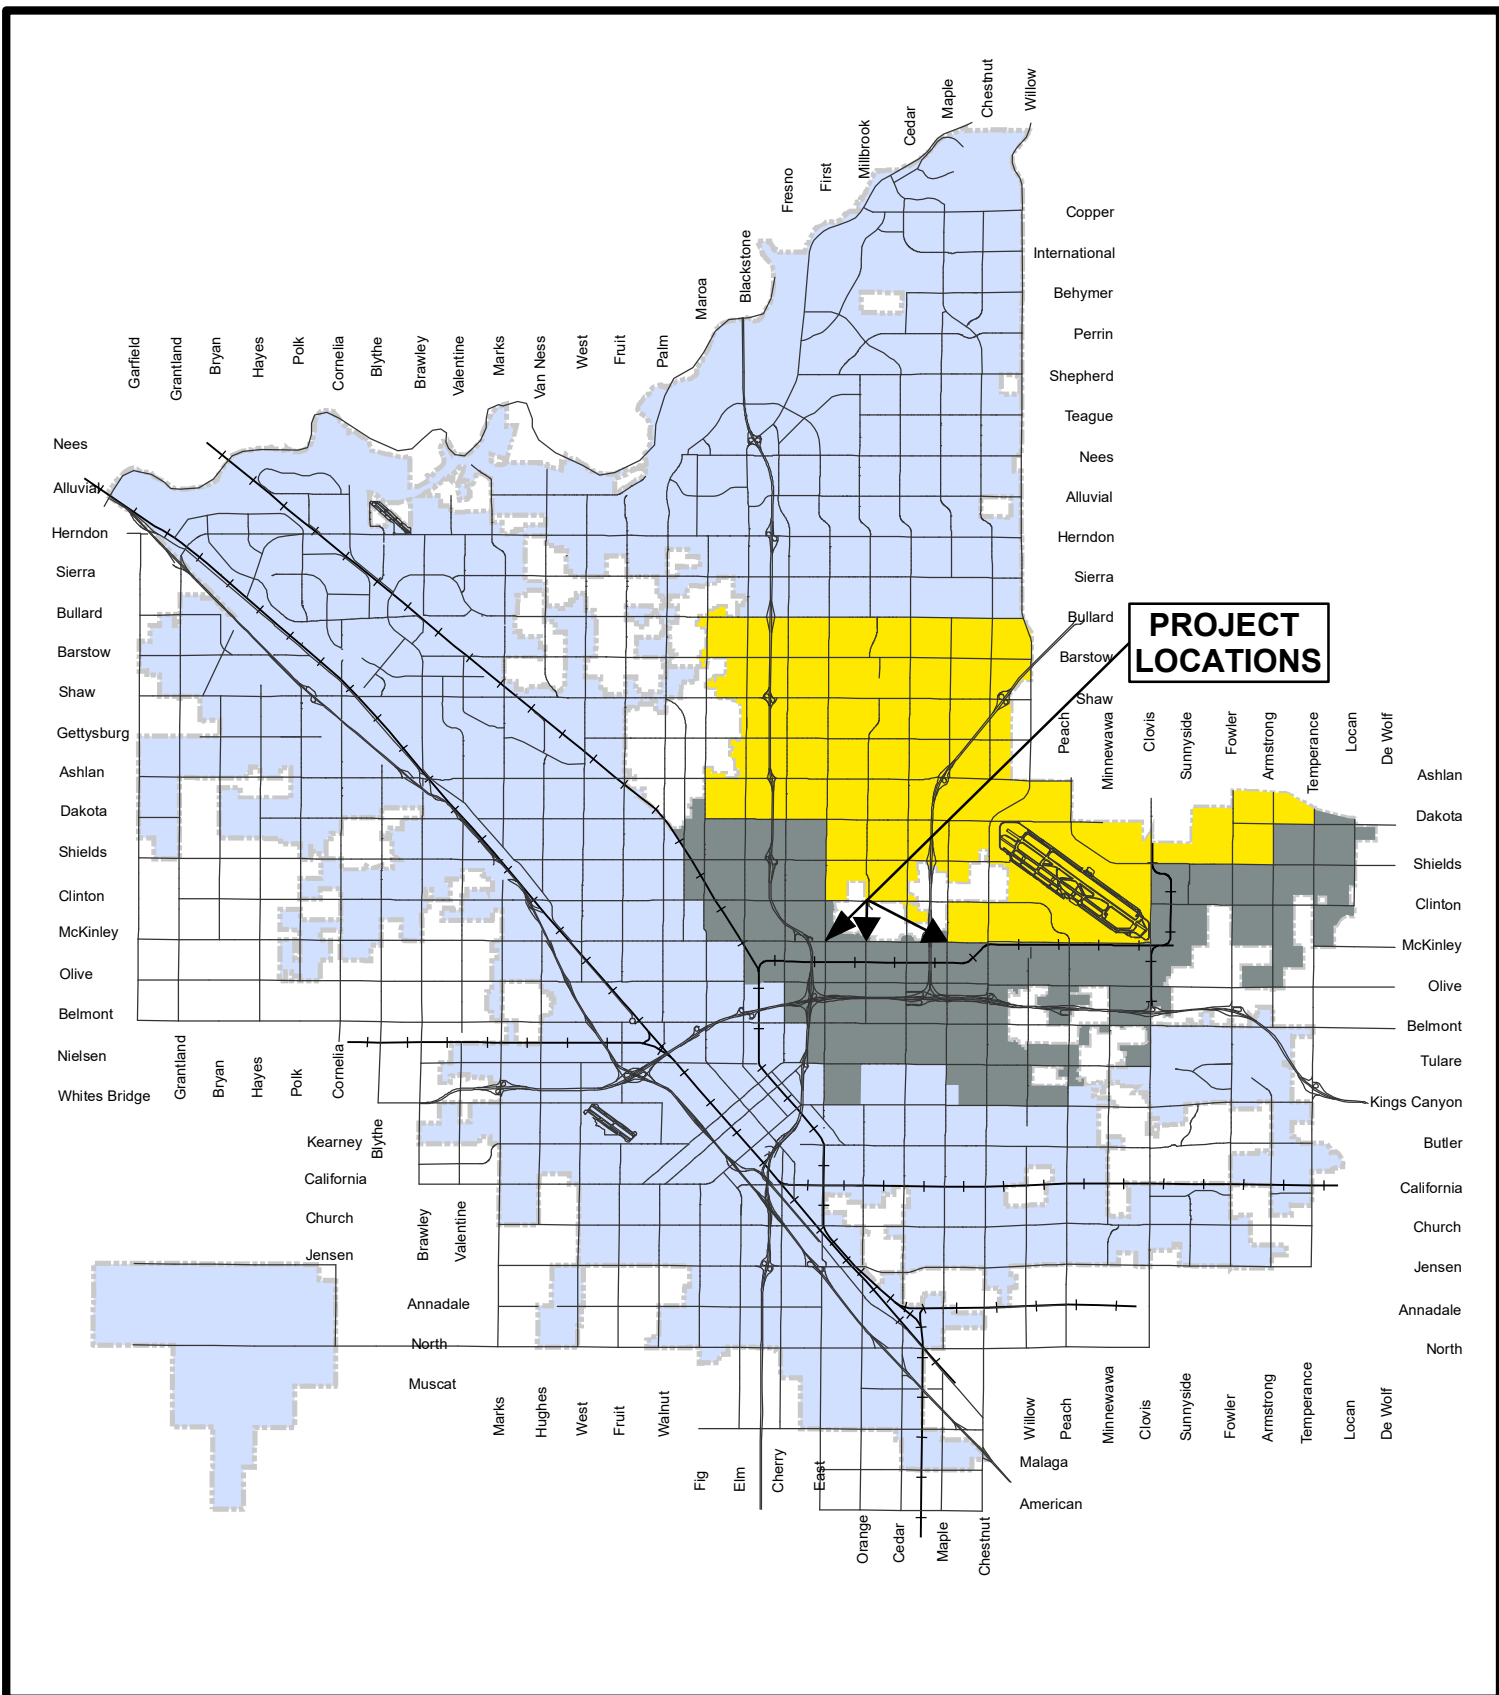 Willow
Chestnut
Maple
Cedar
Millbrook
First
Fresno
Blackstone
Maroa
Palm
Fruit
West
Van Ness
Marks
Valentine
Brawley
Blythe
Cornelia
Polk
Hayes
Bryan
Grantland
Garfield
Copper
International
Behymer
Perrin
Shepherd
Teague
Nees
Alluvial
Herndon
Sierra
Bullard
Barstow
Shaw
PROJECT
LOCATIONS
Nees
Alluvial
Herndon
Sierra
Bullard
Barstow
Shaw
Gettysburg
Ashlan
Dakota
Shields
Clinton
McKinley
Olive
Belmont
Nielsen
Whites Bridge
Peach
Minnewawa
Clovis
Sunnyside
Fowler
Armstrong
Temperance
Locan
De Wolf
Ashlan
Dakota
Shields
Clinton
McKinley
Olive
Belmont
Tulare
Kings Canyon
Butler
California
Church
Jensen
Annadale
North
Grantland
Bryan
Hayes
Polk
Cornelia
Blythe
Kearney
California
Church
Jensen
Brawley
Valentine
Annadale
North
Muscat
Marks
Hughes
West
Fruit
Walnut
Fig
Elm
Cherry
East
Orange
Cedar
Maple
Chestnut
Willow
Peach
Minnewawa
Clovis
Sunnyside
Fowler
Armstrong
Temperance
Locan
De Wolf
Malaga
American